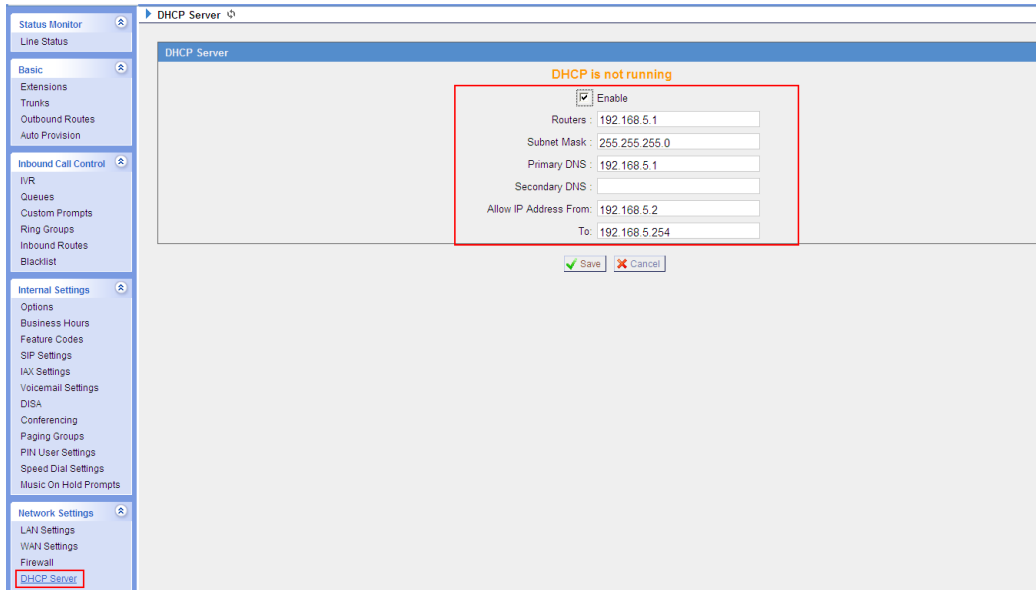 Status Monitor
Line Status
Basic
Extensions
Trunks
Outbound Routes
Auto Provision
Inbound Call Control
IVR
Queues
Custom Prompts
Ring Groups
Inbound Routes
Blacklist
Internal Settings
Options
Business Hours
Feature Codes
SIP Settings
IAX Settings
Voicemail Settings
DISA
Conferencing
Paging Groups
PIN User Settings
Speed Dial Settings
Music On Hold Prompts
Network Settings
LAN Settings
WAN Settings
Firewall
DHCP Server
DHCP Server
DHCP Server
DHCP is not running
Enable
Routers : 192.168.5.1
Subnet Mask : 255.255.255.0
Primary DNS : 192.168.5.1
Secondary DNS :
Allow IP Address From: 192.168.5.2
To: 192.168.5.254
Save Cancel